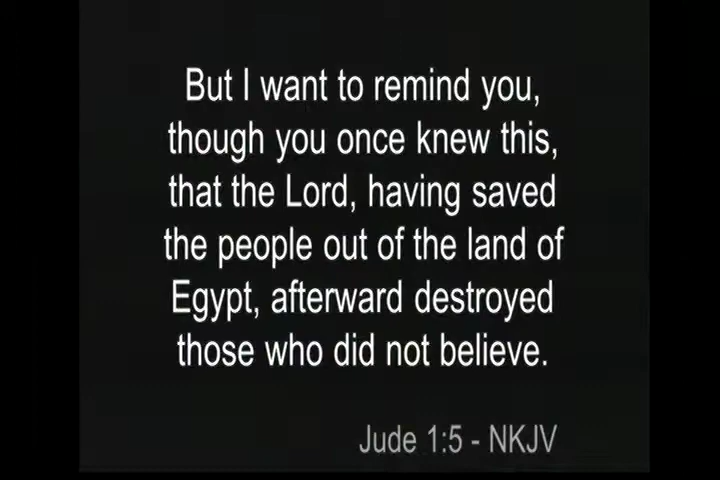 But I want to remind you,
though you once knew this,
that the Lord, having saved
the people out of the land of
Egypt, afterward destroyed
those who did not believe.
Jude 1:5 - NKJV